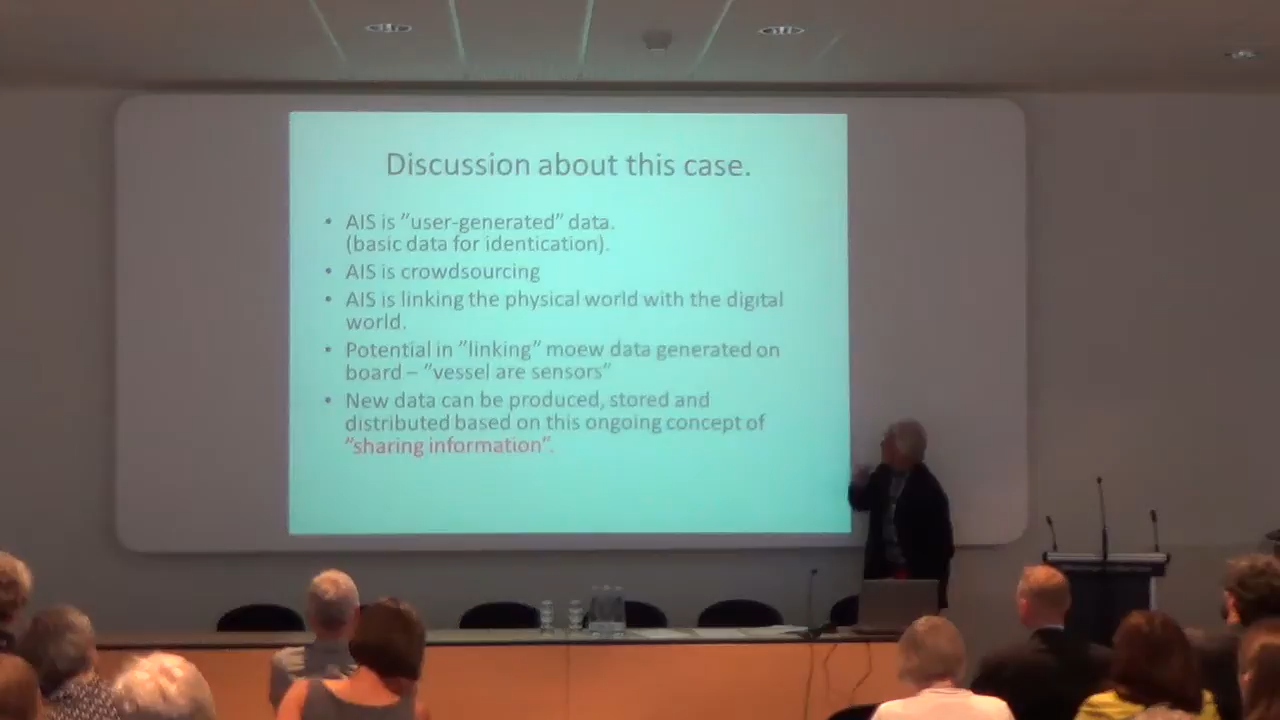 Discussion about this case.
• AIS is ”user-generated” data.
(basic data for identication).
• AIS is crowdsourcing
• AIS is linking the physical world with the digital
world.
• Potential in ”linking” moew data generated on
board – ”vessel are sensors”
• New data can be produced, stored and
distributed based on this ongoing concept of
”sharing information”.